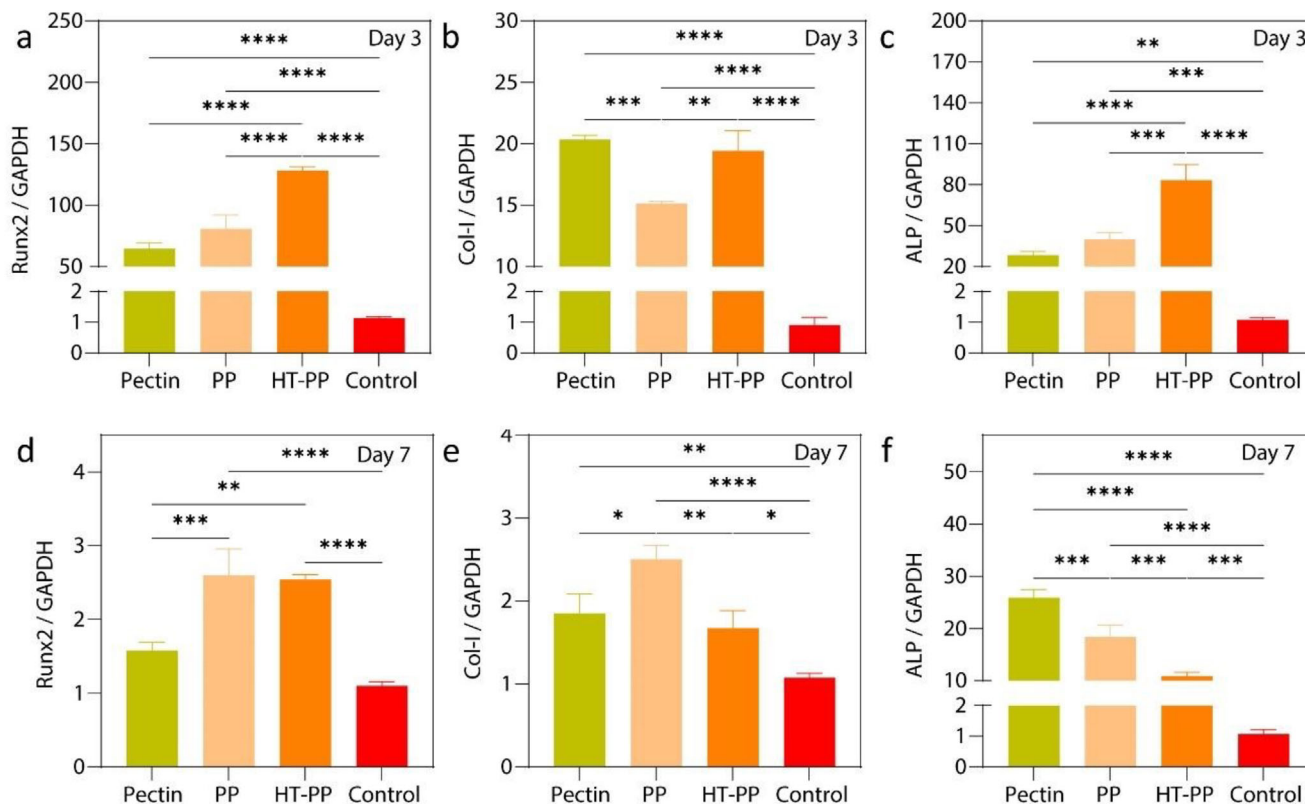 a
Day 3
Runx2 / GAPDH
250
200
150
100
50
2
1
0
****
****
****
**** ****
Pectin PP HT-PP Control
b
Day 3
Col-I / GAPDH
30
25
20
15
10
2
1
0
****
****
*** ** ****
Pectin PP HT-PP Control
c
Day 3
ALP / GAPDH
200
170
140
110
80
50
20
2
1
0
**
***
****
*** ****
Pectin PP HT-PP Control
d
Day 7
Runx2 / GAPDH
4
3
2
1
0
****
**
*** ****
Pectin PP HT-PP Control
e
Day 7
Col-I / GAPDH
4
3
2
1
0
**
****
* ** *
Pectin PP HT-PP Control
f
Day 7
ALP / GAPDH
50
40
30
20
10
2
1
0
****
****
****
*** *** ***
Pectin PP HT-PP Control